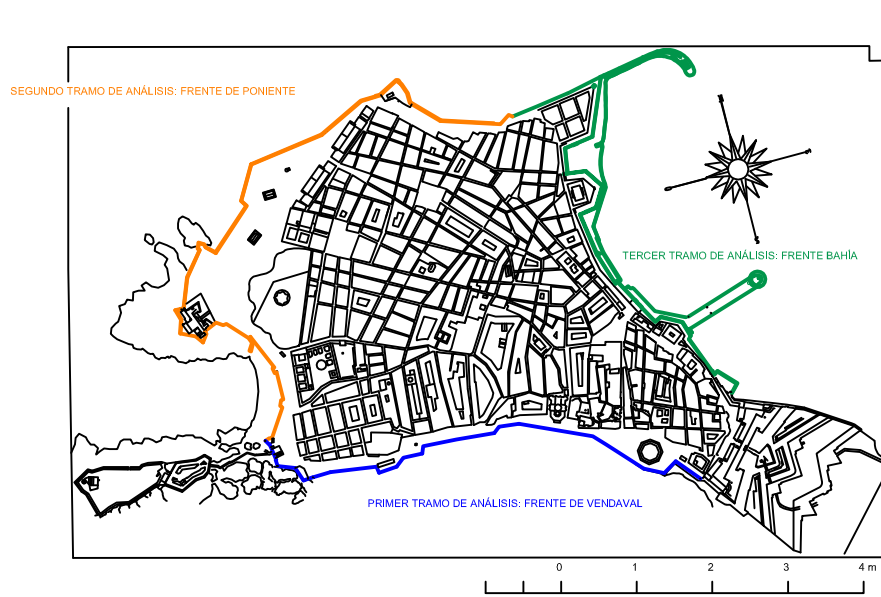 SEGUNDO TRAMO DE ANÁLISIS: FRENTE DE PONIENTE
TERCER TRAMO DE ANÁLISIS: FRENTE BAHÍA
PRIMER TRAMO DE ANÁLISIS: FRENTE DE VENDAVAL
0 1 2 3 4 m